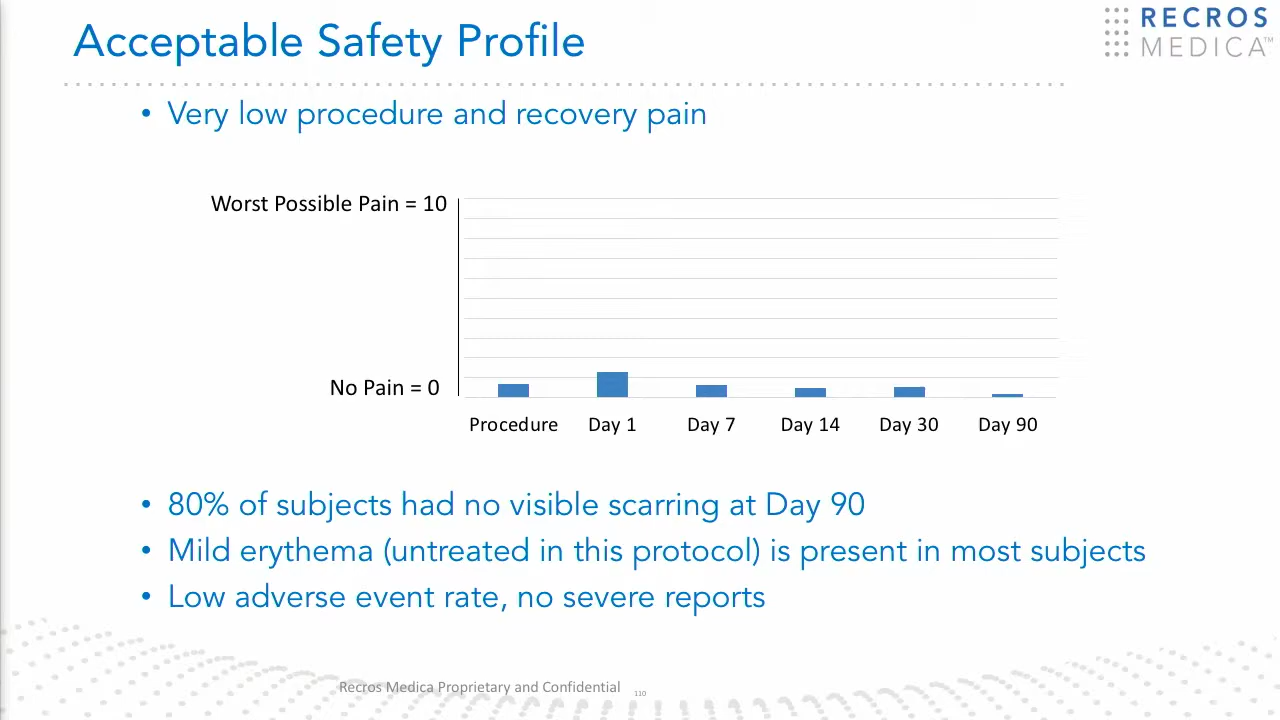 Acceptable Safety Profile
RECROS
MEDICA™
• Very low procedure and recovery pain
Worst Possible Pain = 10
No Pain = 0
Procedure Day 1 Day 7 Day 14 Day 30 Day 90
• 80% of subjects had no visible scarring at Day 90
• Mild erythema (untreated in this protocol) is present in most subjects
• Low adverse event rate, no severe reports
Recros Medica Proprietary and Confidential 110